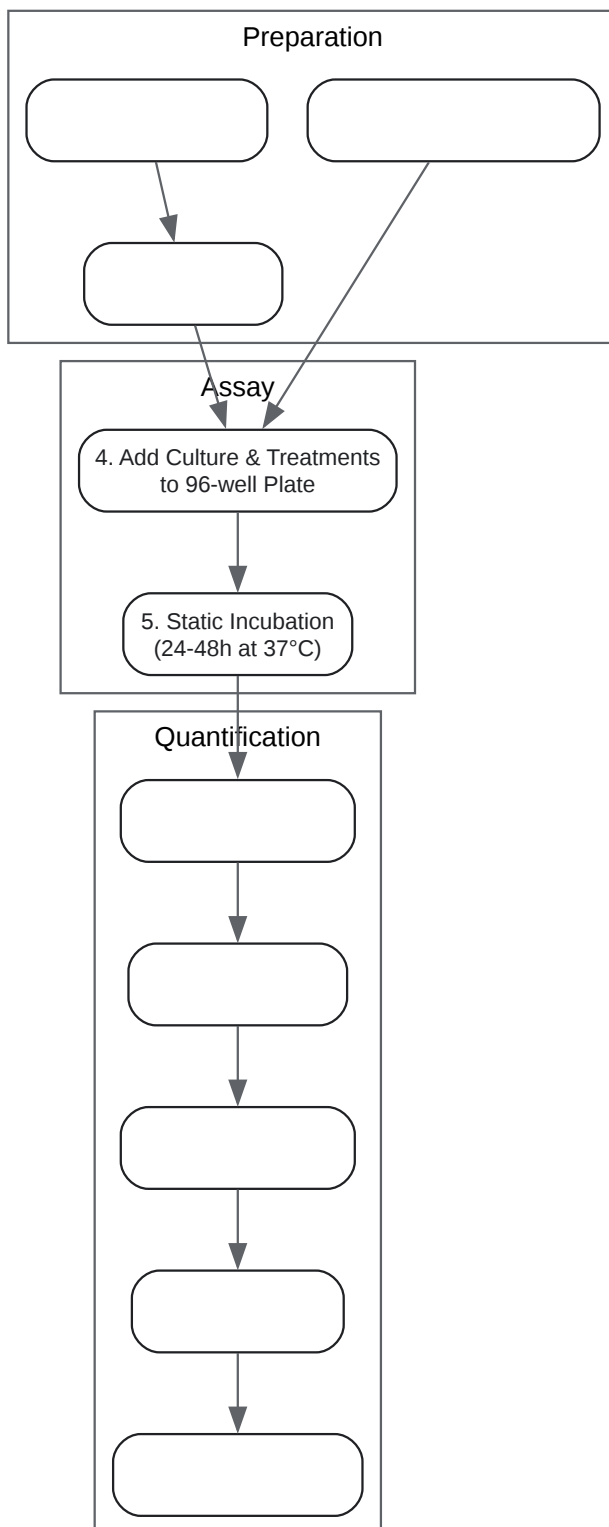 Preparation
Assay
4. Add Culture & Treatments
to 96-well Plate
5. Static Incubation
(24-48h at 37°C)
Quantification